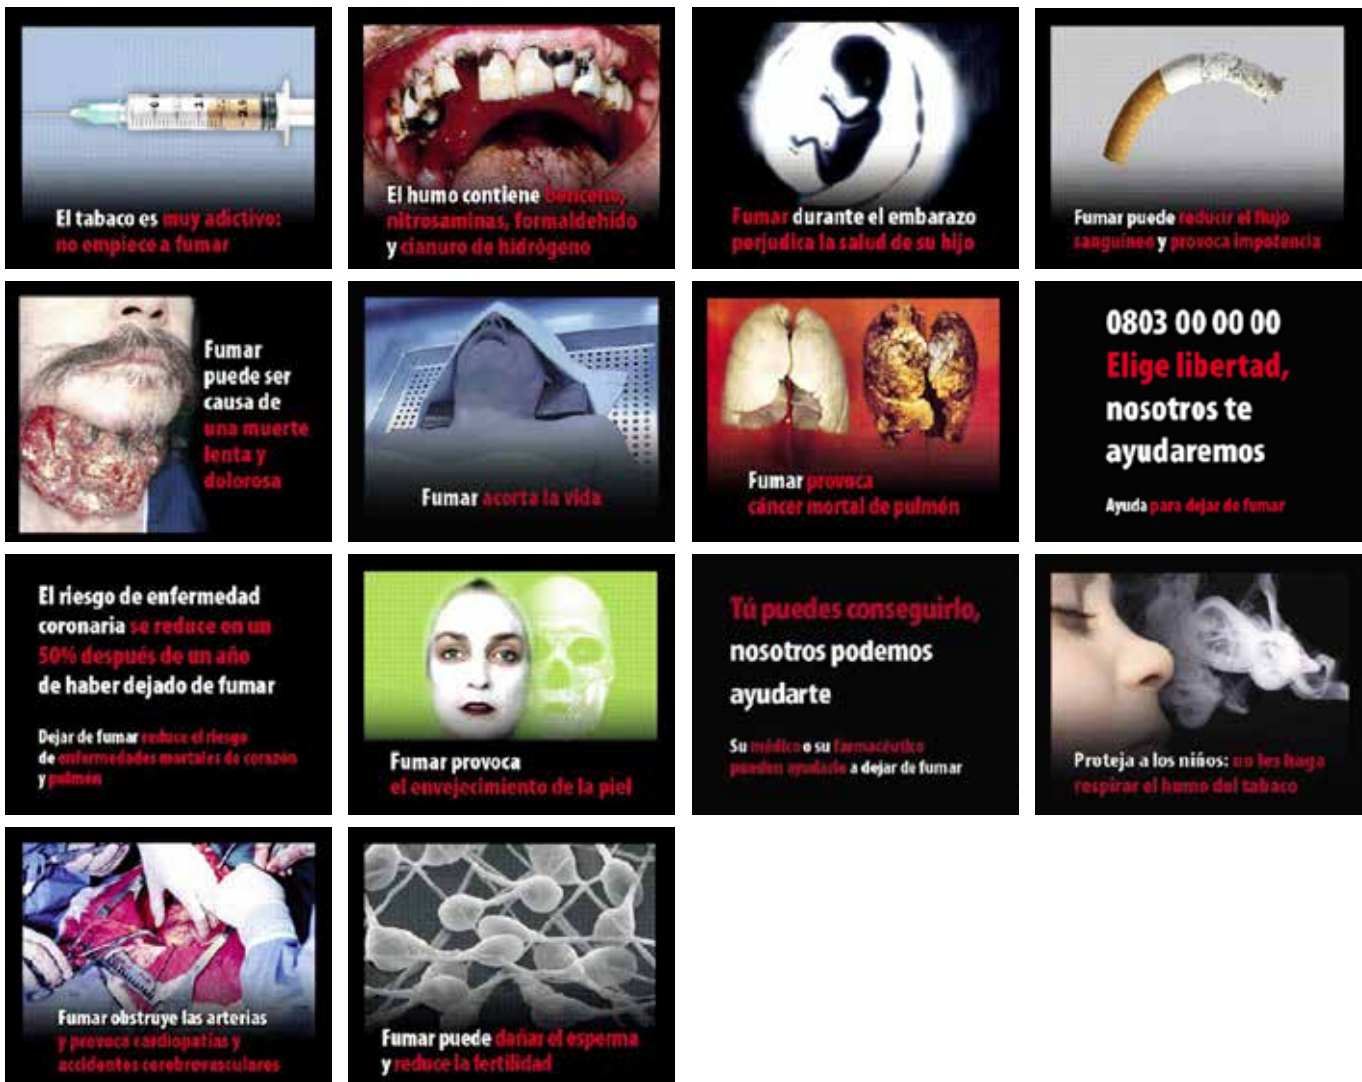 El tabaco es muy adictivo:
no empiece a fumar
El humo contiene benceno,
nitrosaminas, formaldehído
y cianuro de hidrógeno
Fumar durante el embarazo
perjudica la salud de su hijo
Fumar puede reducir el flujo
sanguíneo y provoca impotencia
Fumar
puede ser
causa de
una muerte
lenta y
dolorosa
Fumar acorta la vida
Fumar provoca
cáncer mortal de pulmón
0803 00 00 00
Elige libertad,
nosotros te
ayudaremos
Ayuda para dejar de fumar
El riesgo de enfermedad
coronaria se reduce en un
50% después de un año
de haber dejado de fumar
Dejar de fumar reduce el riesgo
de enfermedades mortales de corazón
y pulmón
Fumar provoca
el envejecimiento de la piel
Tú puedes conseguirlo,
nosotros podemos
ayudarte
Su médico o su farmacéutico
pueden ayudarle a dejar de fumar
Proteja a los niños: no les haga
respirar el humo del tabaco
Fumar obstruye las arterias
y provoca cardiopatías y
accidentes cerebrovasculares
Fumar puede dañar el esperma
y reduce la fertilidad